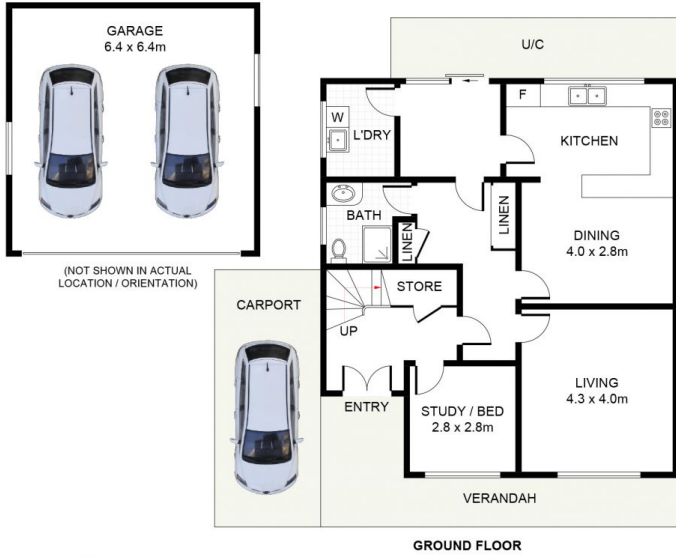 GARAGE
6.4 x 6.4m
(NOT SHOWN IN ACTUAL
LOCATION / ORIENTATION)
U/C
F
W
L'DRY
KITCHEN
BATH
LINEN
LINEN
DINING
4.0 x 2.8m
CARPORT
STORE
UP
ENTRY
STUDY / BED
2.8 x 2.8m
LIVING
4.3 x 4.0m
VERANDAH
GROUND FLOOR